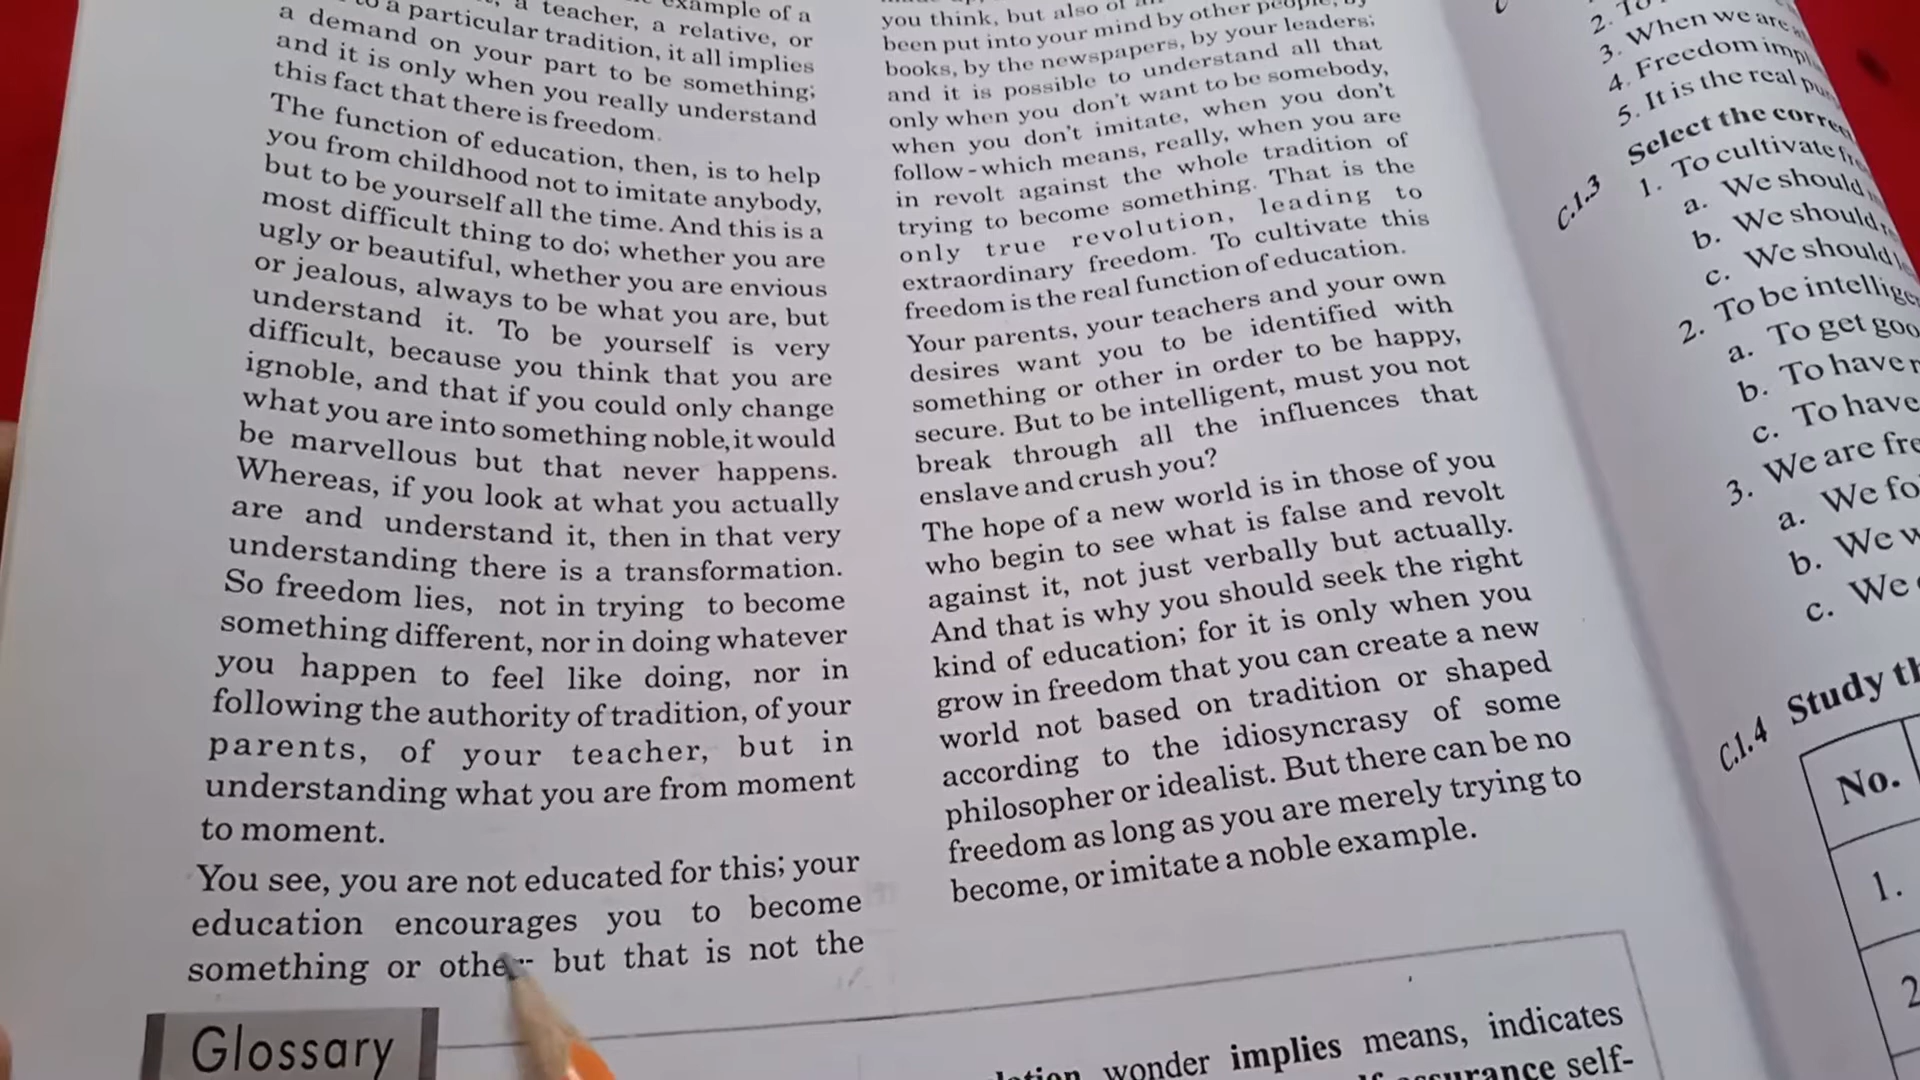 example of a
a teacher, a relative, or
to a particular tradition, it all implies
a demand on your part to be something;
and it is only when you really understand
this fact that there is freedom.
The function of education, then, is to help
you from childhood not to imitate anybody,
but to be yourself all the time. And this is a
most difficult thing to do; whether you are
ugly or beautiful, whether you are envious
or jealous, always to be what you are, but
understand it. To be yourself is very
difficult, because you think that you are
ignoble, and that if you could only change
what you are into something noble, it would
be marvellous but that never happens.
Whereas, if you look at what you actually
are and understand it, then in that very
understanding there is a transformation.
So freedom lies, not in trying to become
something different, nor in doing whatever
you happen to feel like doing, nor in
following the authority of tradition, of your
parents, of your teacher, but in
understanding what you are from moment
to moment.
You see, you are not educated for this; your
education encourages you to become
something or other but that is not the
you think, but also of
been put into your mind by other people, by
books, by the newspapers, by your leaders;
and it is possible to understand all that
only when you don't want to be somebody,
when you don't imitate, when you don't
follow - which means, really, when you are
in revolt against the whole tradition of
trying to become something. That is the
only true revolution, leading to
extraordinary freedom. To cultivate this
freedom is the real function of education.
Your parents, your teachers and your own
desires want you to be identified with
something or other in order to be happy,
secure. But to be intelligent, must you not
break through all the influences that
enslave and crush you?
The hope of a new world is in those of you
who begin to see what is false and revolt
against it, not just verbally but actually.
And that is why you should seek the right
kind of education; for it is only when you
grow in freedom that you can create a new
world not based on tradition or shaped
according to the idiosyncrasy of some
philosopher or idealist. But there can be no
freedom as long as you are merely trying to
become, or imitate a noble example.
Glossary
wonder implies means, indicates
self-
2. To
3. When we are
4. Freedom
5. It is the real
C.1.3 Select the
1. To cultivate
a. We should
b. We should
c. We should
2. To be
a. To get
b. To have
c. To have
3. We are
a. We
b. We
c. We
C.1.4 Study
No.
1.
2